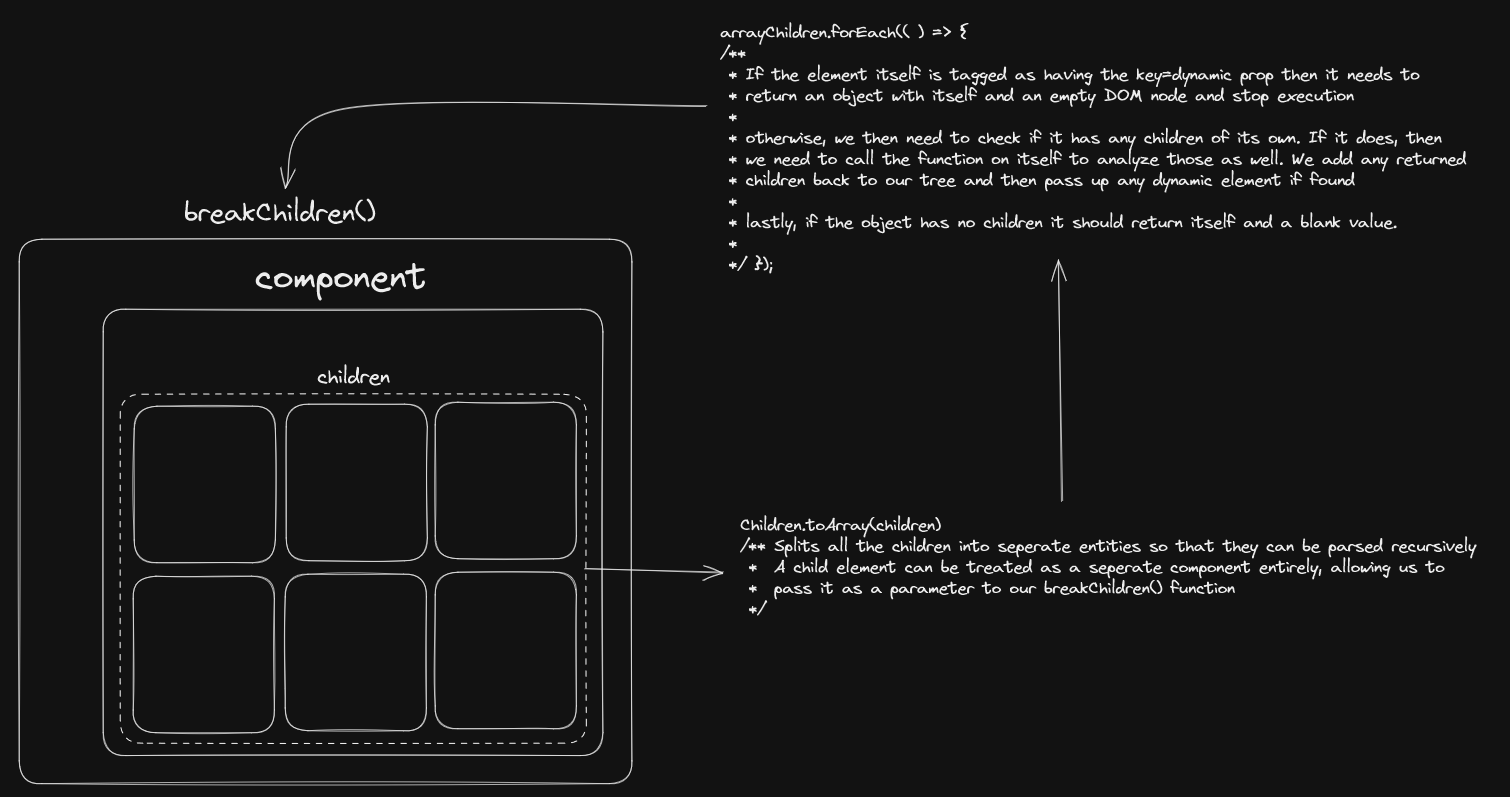 arrayChildren.forEach(( ) => {
/**
* If the element itself is tagged as having the key=dynamic prop then it needs to
* return an object with itself and an empty DOM node and stop execution
*
* otherwise, we then need to check if it has any children of its own. If it does, then
* we need to call the function on itself to analyze those as well. We add any returned
* children back to our tree and then pass up any dynamic element if found
*
* lastly, if the object has no children it should return itself and a blank value.
*
*/ });
breakChildren()
component
children
Children.toArray(children)
/** Splits all the children into seperate entities so that they can be parsed recursively
* A child element can be treated as a seperate component entirely, allowing us to
* pass it as a parameter to our breakChildren() function
*/